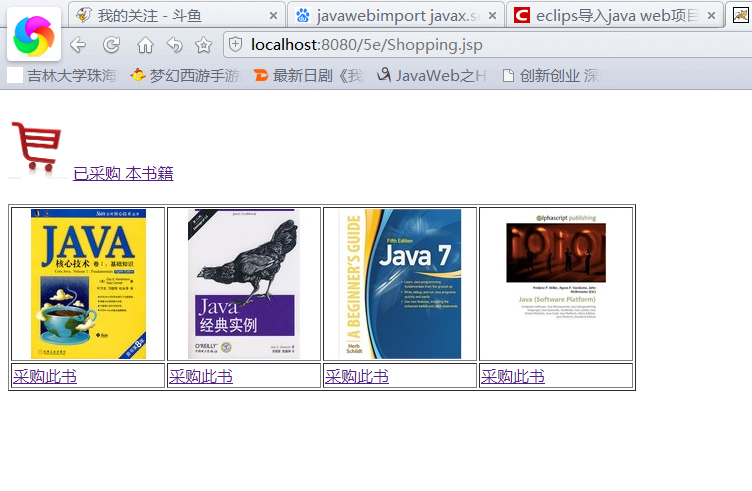 我的关注 - 斗鱼
javawebimport javax.s
eclips导入java web项目
localhost:8080/5e/Shopping.jsp
吉林大学珠海
梦幻西游手游
最新日剧《我
JavaWeb之H
创新创业 深
已采购 本书籍
JAVA
核心技术 卷Ⅰ：基础知识
Java
经典实例
O'REILLY
A BEGINNER'S GUIDE
Fifth Edition
Java 7
Herb
Schildt
alphascript publishing
Java (Software Platform)
采购此书
采购此书
采购此书
采购此书